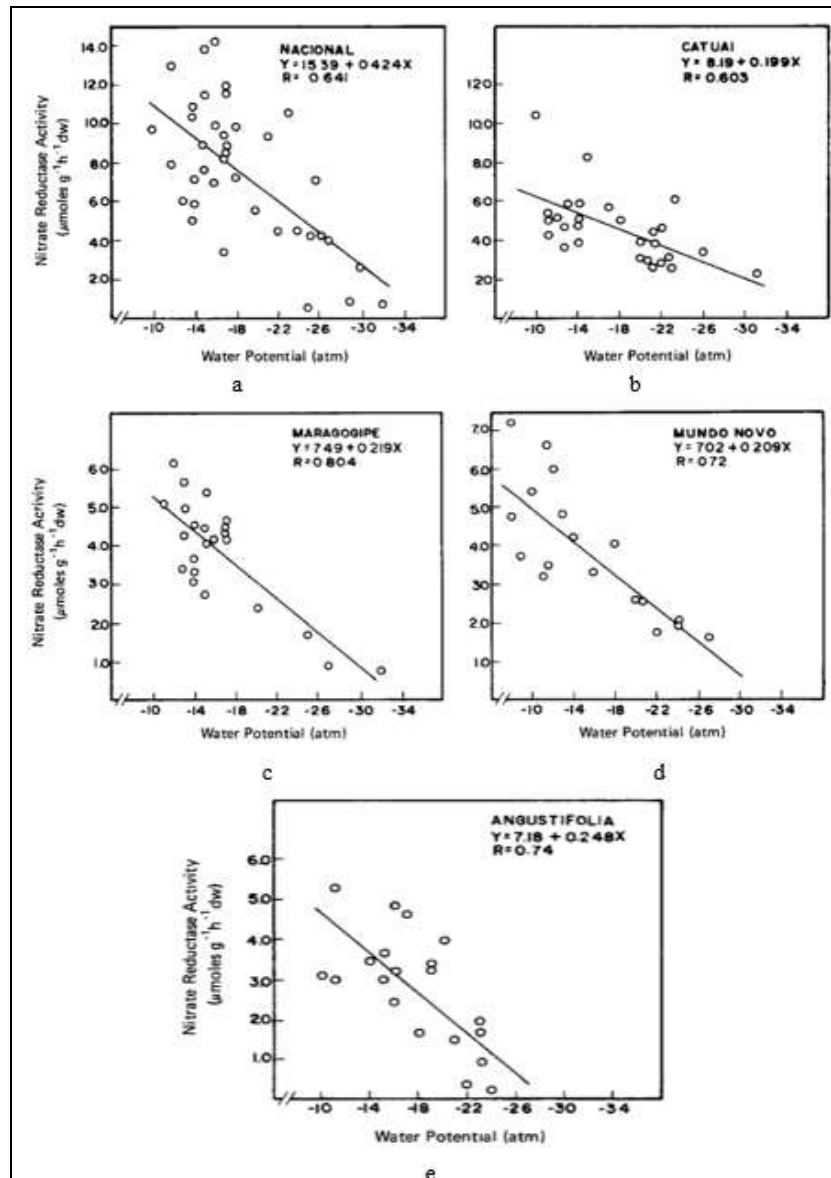 NACIONAL
Y=15.39+0.424X
R= 0.641
14.0
12.0
10.0
8.0
6.0
4.0
2.0
Nitrate Reductase Activity
(μmoles g⁻¹h⁻¹dw)
-10 -14 -18 -22 -26 -30 -34
Water Potential (atm)
a
CATUAI
Y = 8.19+0.199X
R= 0.603
14.0
12.0
10.0
8.0
6.0
4.0
20
-10 -14 -18 -22 -26 -30 -34
Water Potential (atm)
b
MARAGOGIPE
Y=749+0.219X
R=0.804
6.0
5.0
4.0
3.0
2.0
1.0
Nitrate Reductase Activity
(μmoles g⁻¹h⁻¹dw)
-10 -14 -18 -22 -26 -30 -34
Water Potential (atm)
c
MUNDO NOVO
Y= 702 + 0.209X
R=072
7.0
6.0
5.0
4.0
3.0
2.0
1.0
-10 -14 -18 -22 -26 -30 -34
Water Potential (atm)
d
ANGUSTIFOLIA
Y=7.18 + 0.248X
R=0.74
6.0
5.0
4.0
3.0
2.0
1.0
Nitrate Reductase Activity
(μmoles g⁻¹h⁻¹dw)
-10 -14 -18 -22 -26 -30 -34
Water Potential (atm)
e